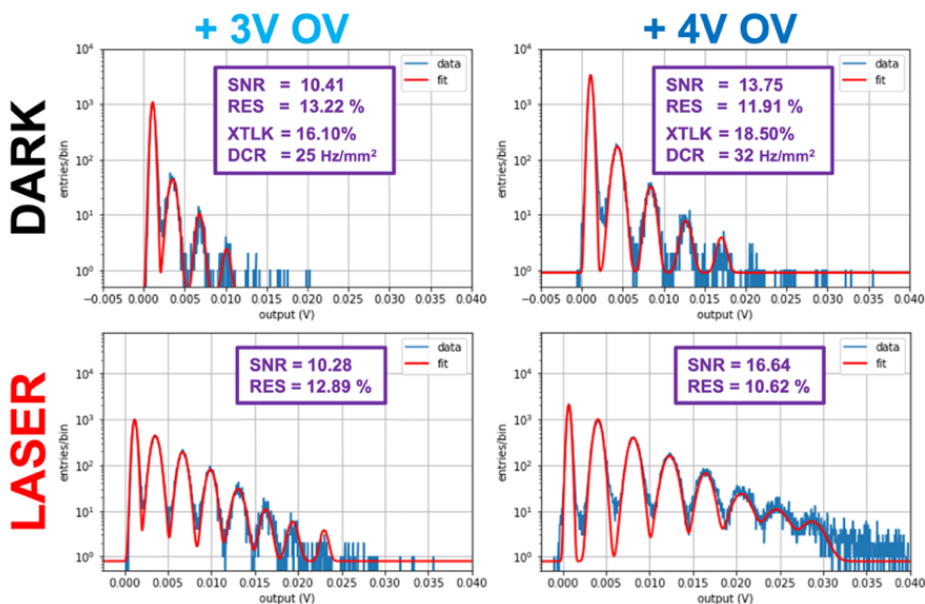 + 3V OV
+ 4V OV
DARK
10⁴
10³
10²
10¹
10⁰
entries/bin
data
fit
SNR = 10.41
RES = 13.22 %
XTLK = 16.10%
DCR = 25 Hz/mm²
−0.005 0.000 0.005 0.010 0.015 0.020 0.025 0.030 0.035 0.040
output (V)
10⁴
10³
10²
10¹
10⁰
entries/bin
data
fit
SNR = 13.75
RES = 11.91 %
XTLK = 18.50%
DCR = 32 Hz/mm²
−0.005 0.000 0.005 0.010 0.015 0.020 0.025 0.030 0.035 0.040
output (V)
LASER
10⁴
10³
10²
10¹
10⁰
entries/bin
data
fit
SNR = 10.28
RES = 12.89 %
0.000 0.005 0.010 0.015 0.020 0.025 0.030 0.035 0.040
output (V)
10⁴
10³
10²
10¹
10⁰
entries/bin
data
fit
SNR = 16.64
RES = 10.62 %
0.000 0.005 0.010 0.015 0.020 0.025 0.030 0.035 0.040
output (V)